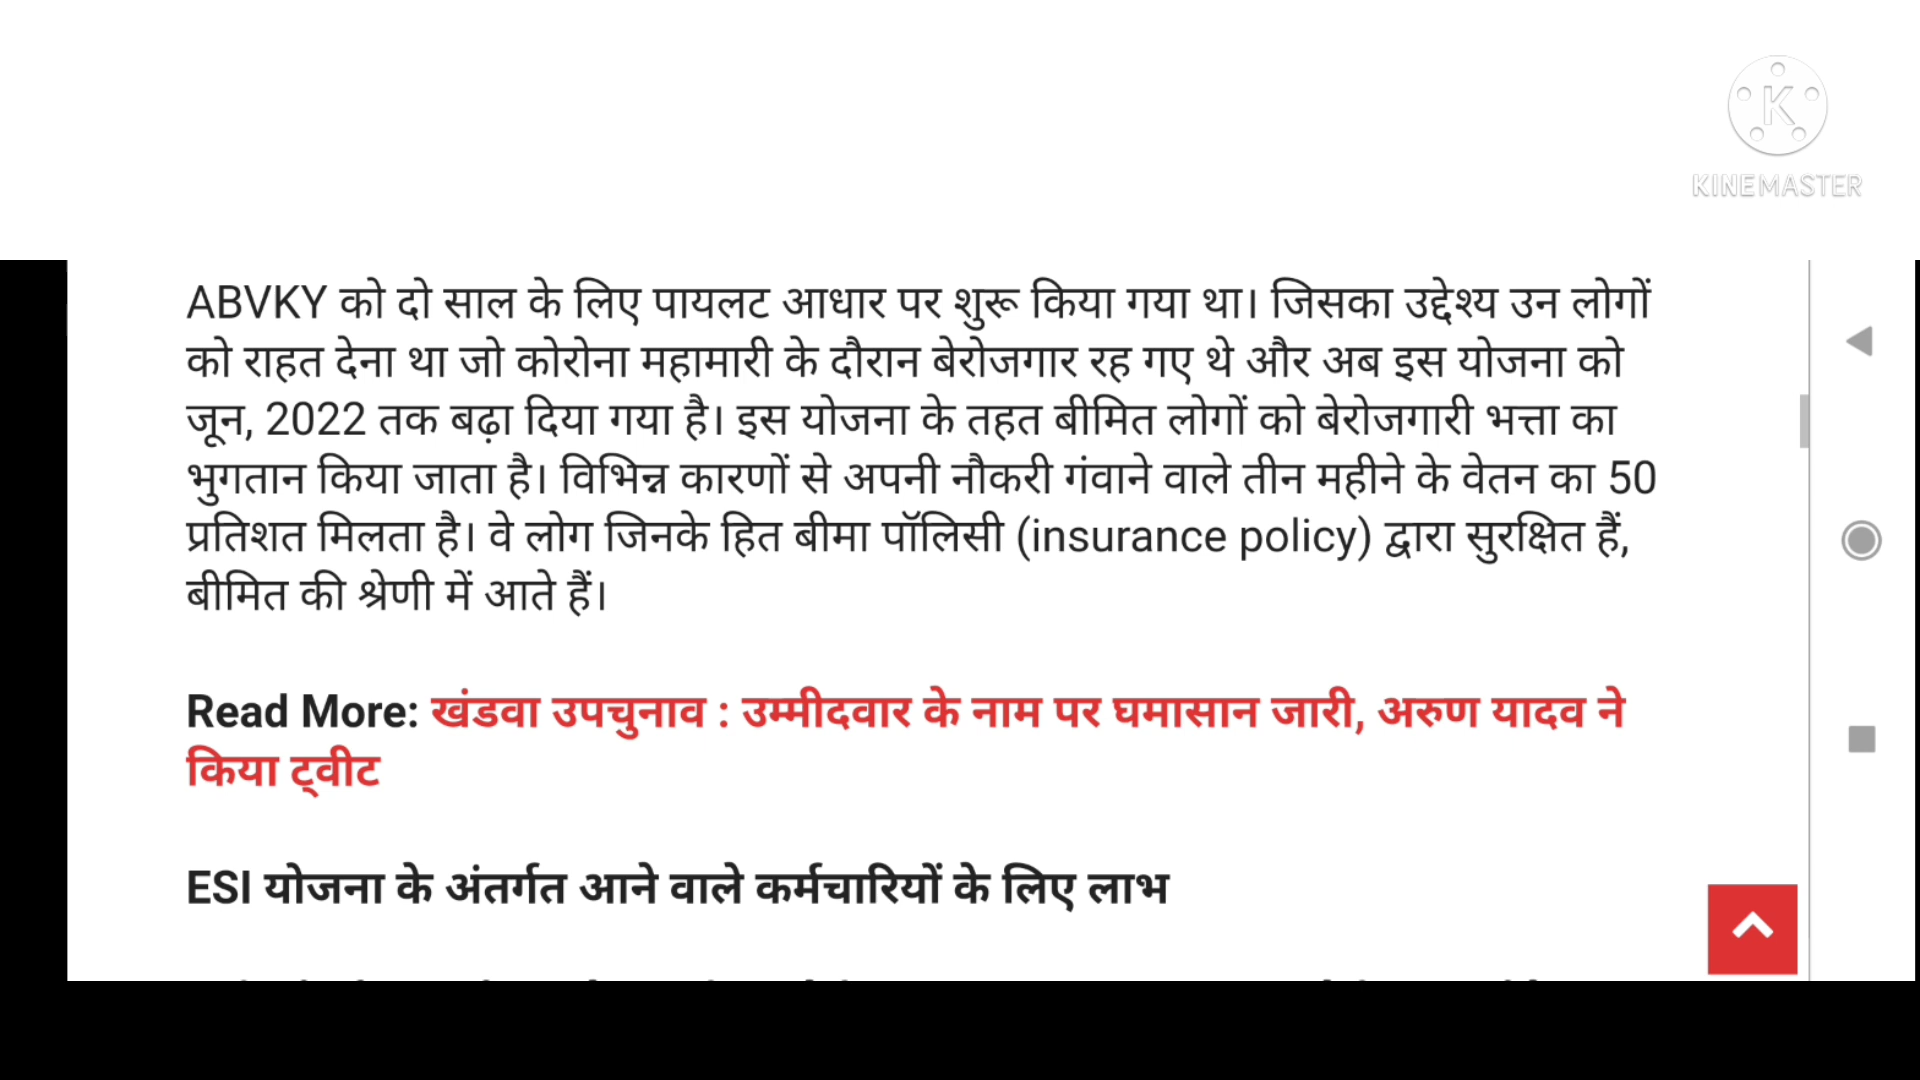 K
KINEMASTER
ABVKY को दो साल के लिए पायलट आधार पर शुरू किया गया था। जिसका उद्देश्य उन लोगों
को राहत देना था जो कोरोना महामारी के दौरान बेरोजगार रह गए थे और अब इस योजना को
जून, 2022 तक बढ़ा दिया गया है। इस योजना के तहत बीमित लोगों को बेरोजगारी भत्ता का
भुगतान किया जाता है। विभिन्न कारणों से अपनी नौकरी गंवाने वाले तीन महीने के वेतन का 50
प्रतिशत मिलता है। वे लोग जिनके हित बीमा पॉलिसी (insurance policy) द्वारा सुरक्षित हैं,
बीमित की श्रेणी में आते हैं।
Read More: खंडवा उपचुनाव : उम्मीदवार के नाम पर घमासान जारी, अरुण यादव ने
किया ट्वीट
ESI योजना के अंतर्गत आने वाले कर्मचारियों के लिए लाभ